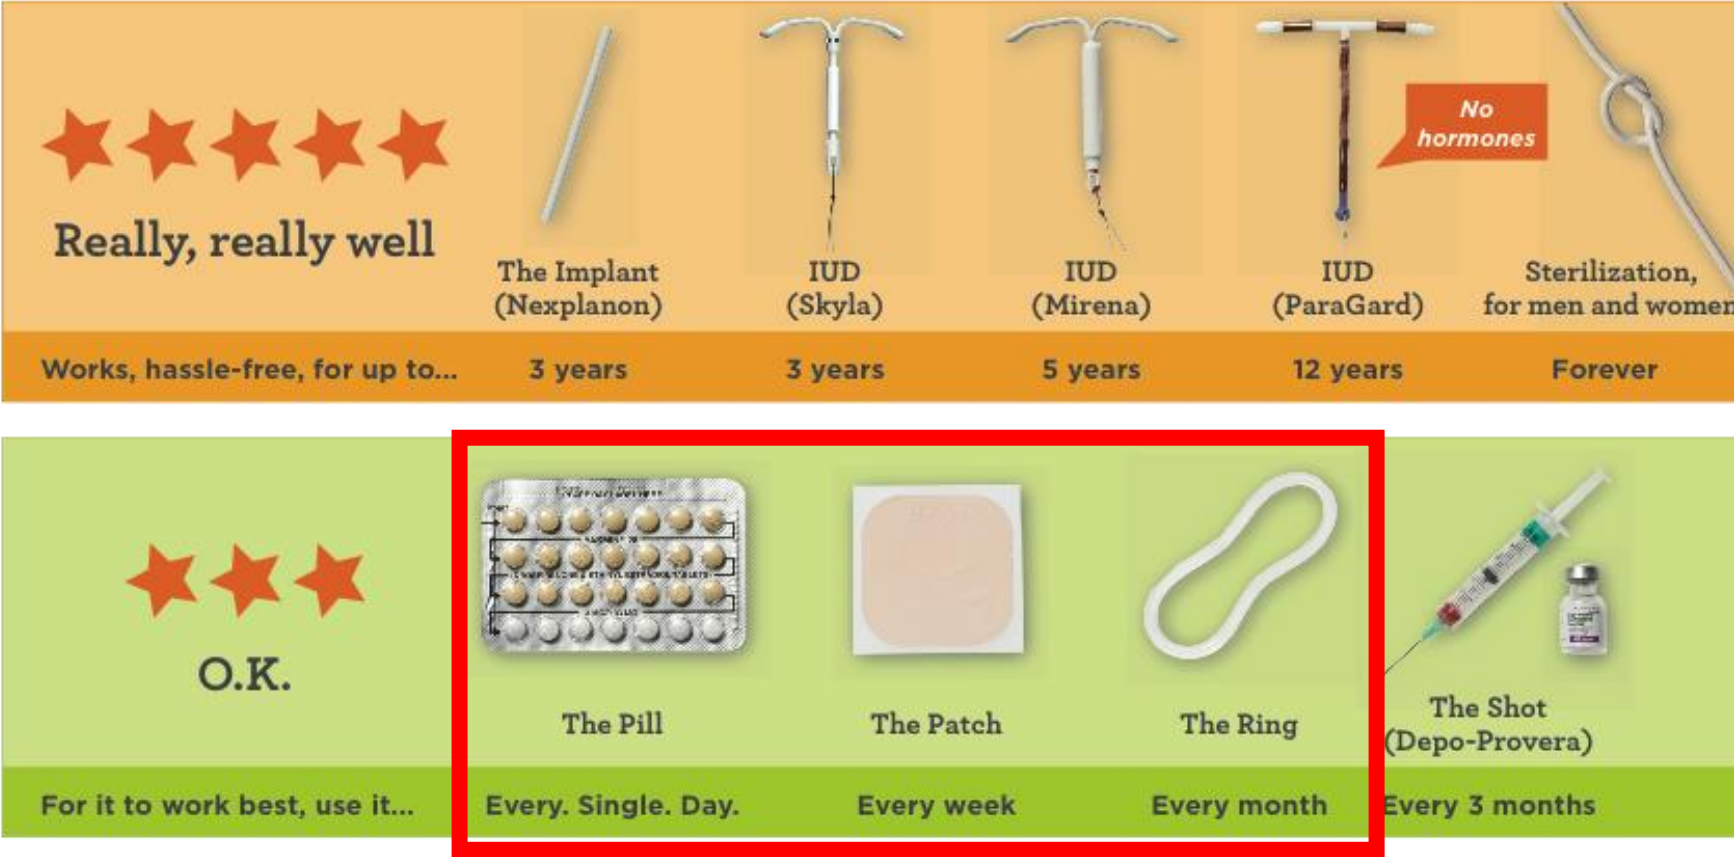 Really, really well
No
hormones
The Implant
(Nexplanon)
IUD
(Skyla)
IUD
(Mirena)
IUD
(ParaGard)
Sterilization,
for men and women
Works, hassle-free, for up to... 3 years 3 years 5 years 12 years Forever
O.K.
The Pill
The Patch
The Ring
The Shot
(Depo-Provera)
For it to work best, use it... Every. Single. Day. Every week Every month Every 3 months